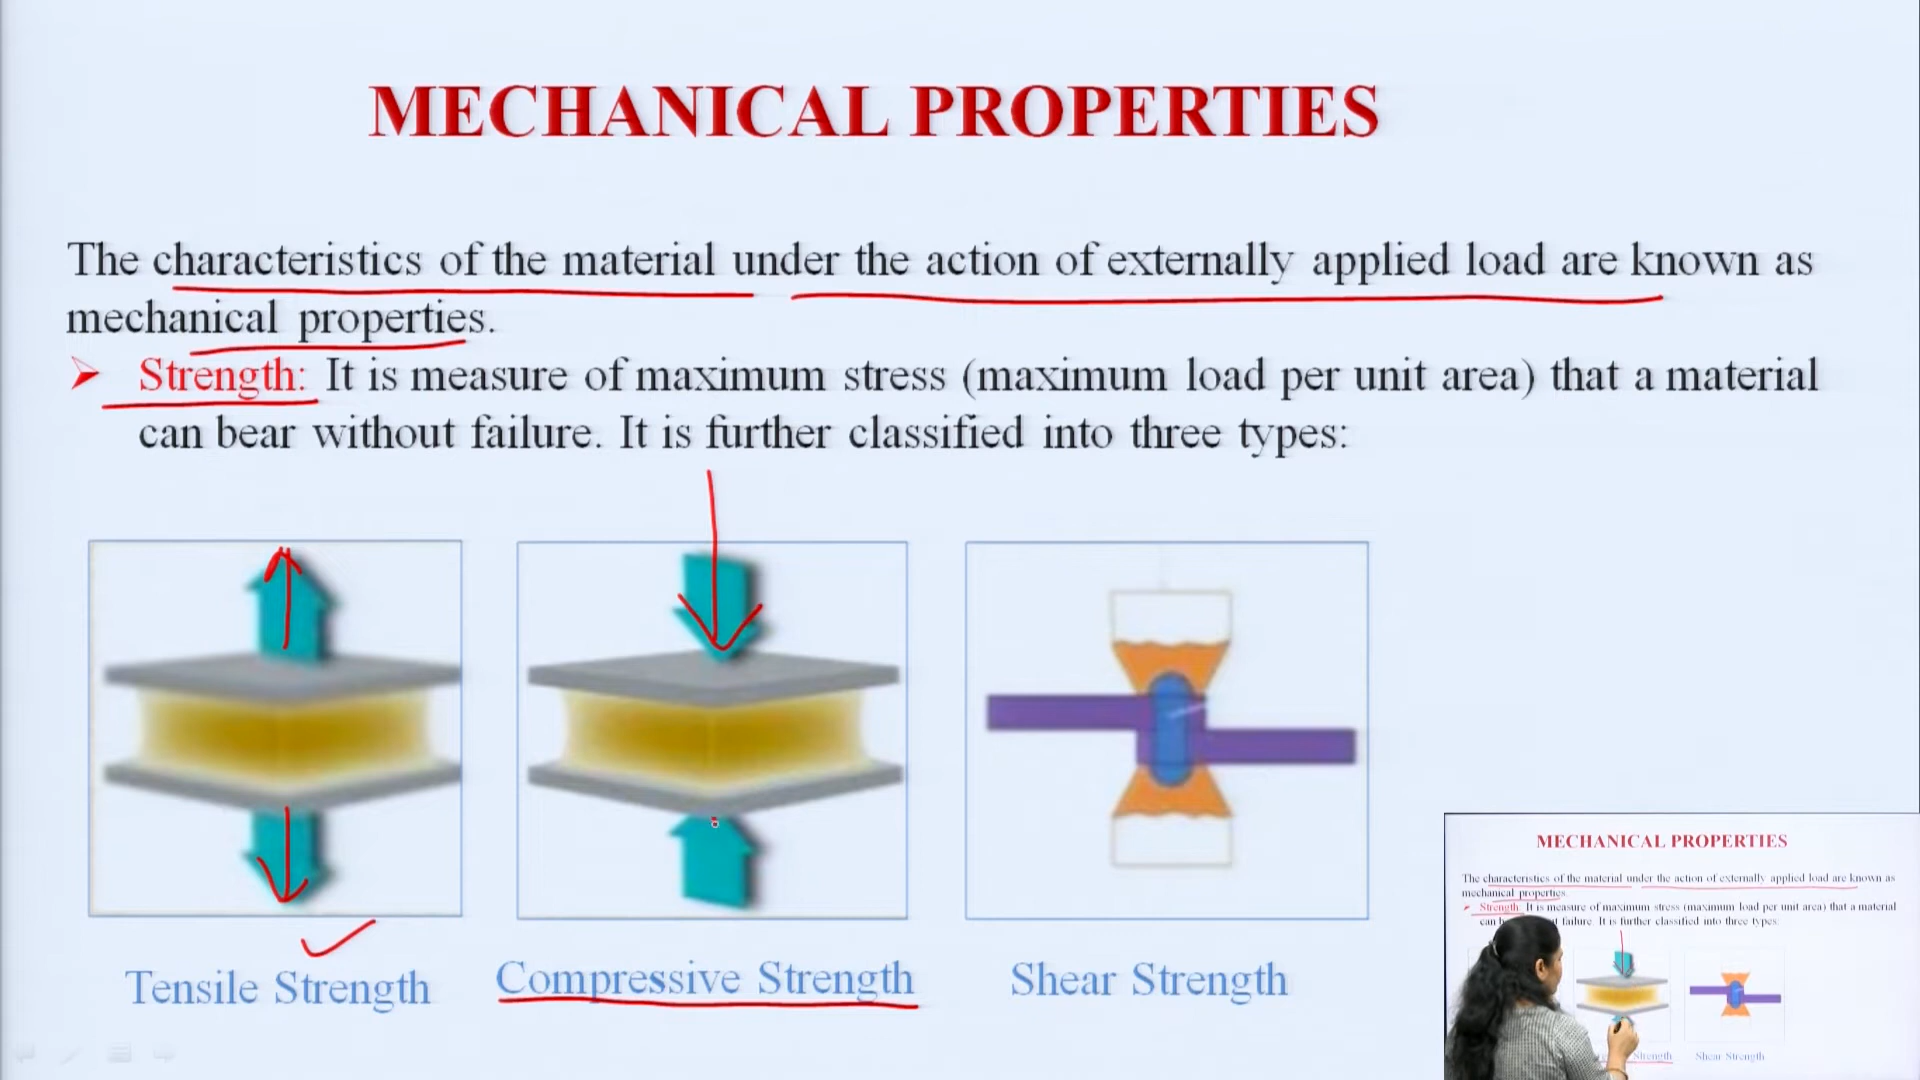 MECHANICAL PROPERTIES
The characteristics of the material under the action of externally applied load are known as
mechanical properties.
Strength: It is measure of maximum stress (maximum load per unit area) that a material
can bear without failure. It is further classified into three types:
Tensile Strength
Compressive Strength
Shear Strength
MECHANICAL PROPERTIES
The characteristics of the material under the action of externally applied load are known as
mechanical properties.
Strength: It is measure of maximum stress (maximum load per unit area) that a material
can failure. It is further classified into three types:
Strength
Shear Strength